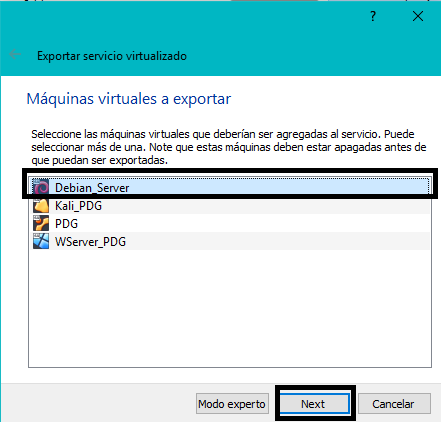 ?
Exportar servicio virtualizado
Máquinas virtuales a exportar
Seleccione las máquinas virtuales que deberían ser agregadas al servicio. Puede
seleccionar más de una. Note que estas máquinas deben estar apagadas antes de
que puedan ser exportadas.
Debian_Server
Kali_PDG
PDG
WServer_PDG
Modo experto
Next
Cancelar